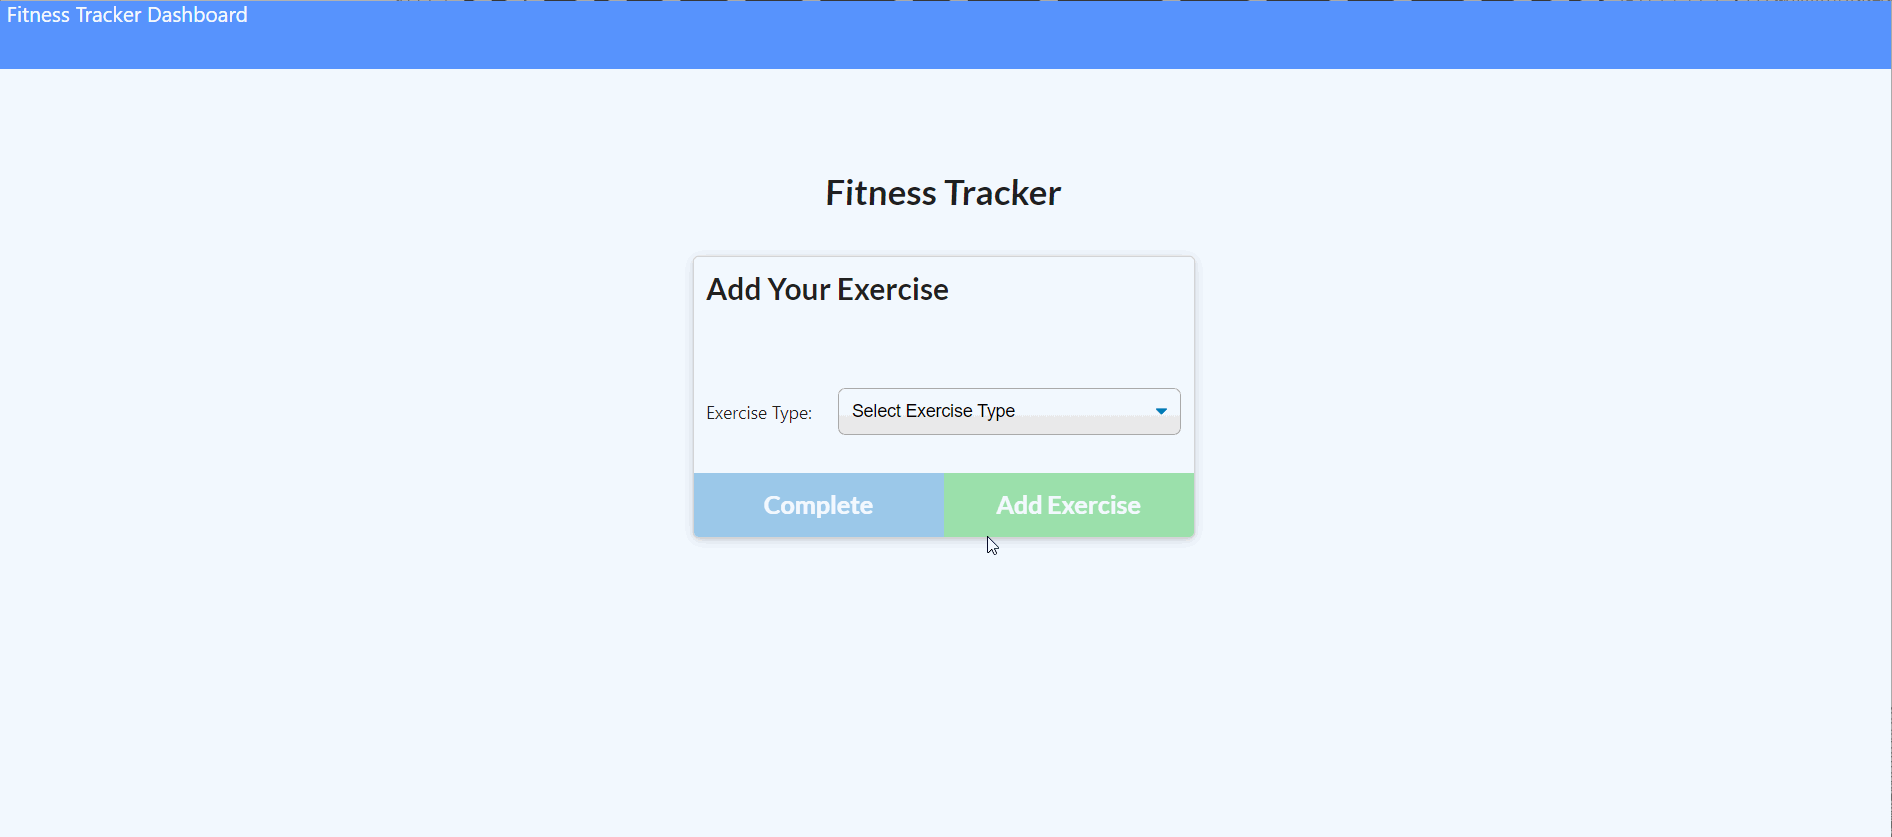 Fitness Tracker Dashboard
Fitness Tracker
Add Your Exercise
Exercise Type: Select Exercise Type
Complete Add Exercise